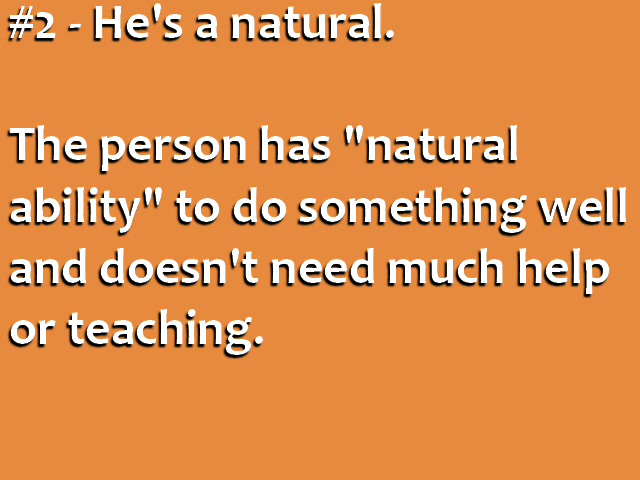 #2 - He's a natural.
The person has "natural
ability" to do something well
and doesn't need much help
or teaching.